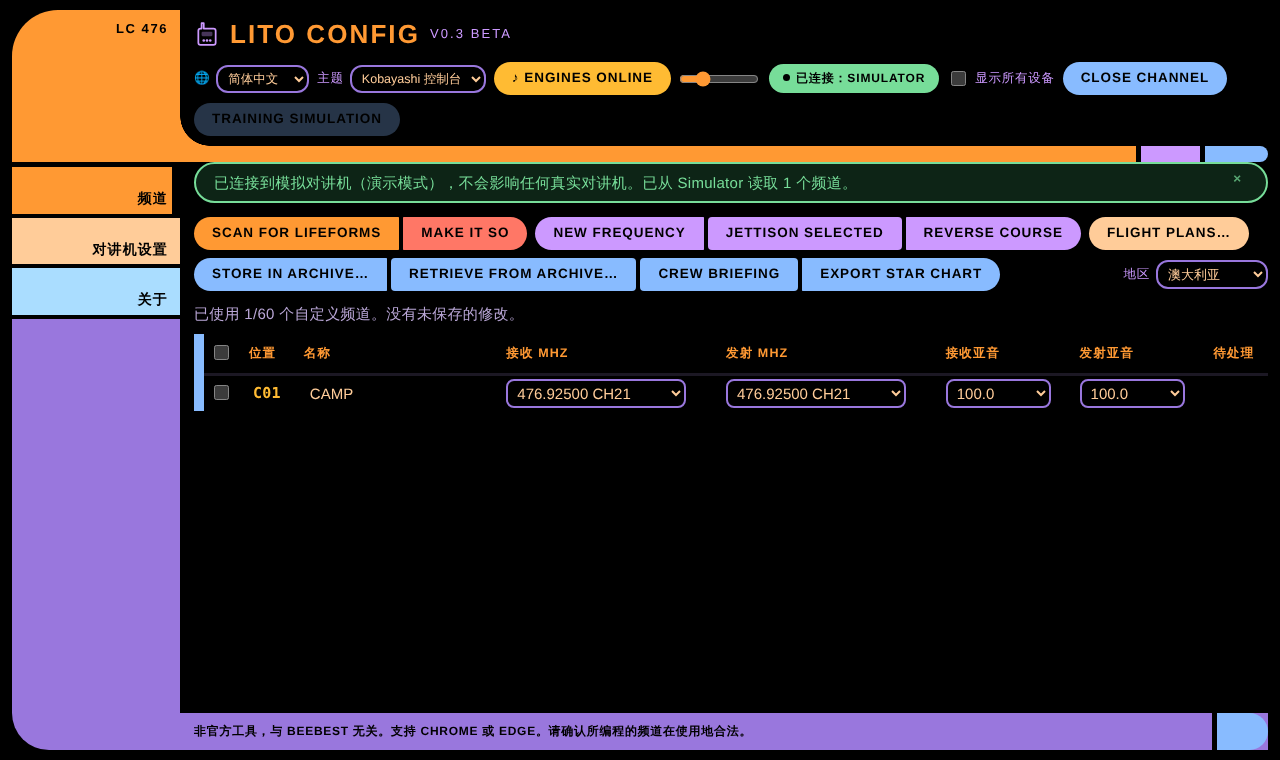 LC 476
LITO CONFIG V0.3 BETA
简体中文 主题 Kobayashi 控制台 ♪ ENGINES ONLINE ● 已连接：SIMULATOR 显示所有设备 CLOSE CHANNEL
TRAINING SIMULATION
频道
对讲机设置
关于
已连接到模拟对讲机（演示模式），不会影响任何真实对讲机。已从 Simulator 读取 1 个频道。 ×
SCAN FOR LIFEFORMS MAKE IT SO NEW FREQUENCY JETTISON SELECTED REVERSE COURSE FLIGHT PLANS…
STORE IN ARCHIVE… RETRIEVE FROM ARCHIVE… CREW BRIEFING EXPORT STAR CHART 地区 澳大利亚
已使用 1/60 个自定义频道。没有未保存的修改。
位置 名称 接收 MHZ 发射 MHZ 接收亚音 发射亚音 待处理
C01 CAMP 476.92500 CH21 476.92500 CH21 100.0 100.0
非官方工具，与 BEEBEST 无关。支持 CHROME 或 EDGE。请确认所编程的频道在使用地合法。